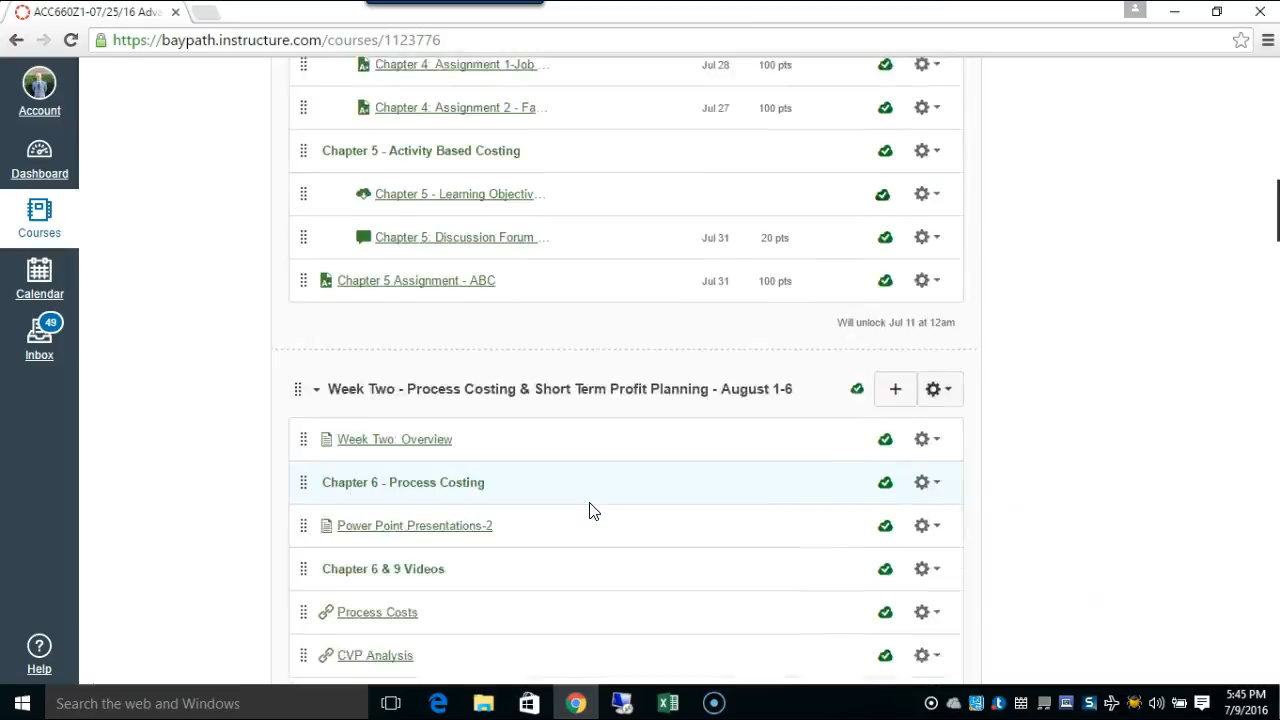 ACC660Z1-07/25/16 Adva
https://baypath.instructure.com/courses/1123776
Account
Dashboard
Courses
Calendar
49
Inbox
Help
Chapter 4: Assignment 1-Job ... Jul 28 100 pts
Chapter 4: Assignment 2 - Fa... Jul 27 100 pts
Chapter 5 - Activity Based Costing
Chapter 5 - Learning Objectiv...
Chapter 5: Discussion Forum ... Jul 31 20 pts
Chapter 5 Assignment - ABC Jul 31 100 pts
Will unlock Jul 11 at 12am
Week Two - Process Costing & Short Term Profit Planning - August 1-6
Week Two: Overview
Chapter 6 - Process Costing
Power Point Presentations-2
Chapter 6 & 9 Videos
Process Costs
CVP Analysis
Search the web and Windows
5:45 PM
7/9/2016